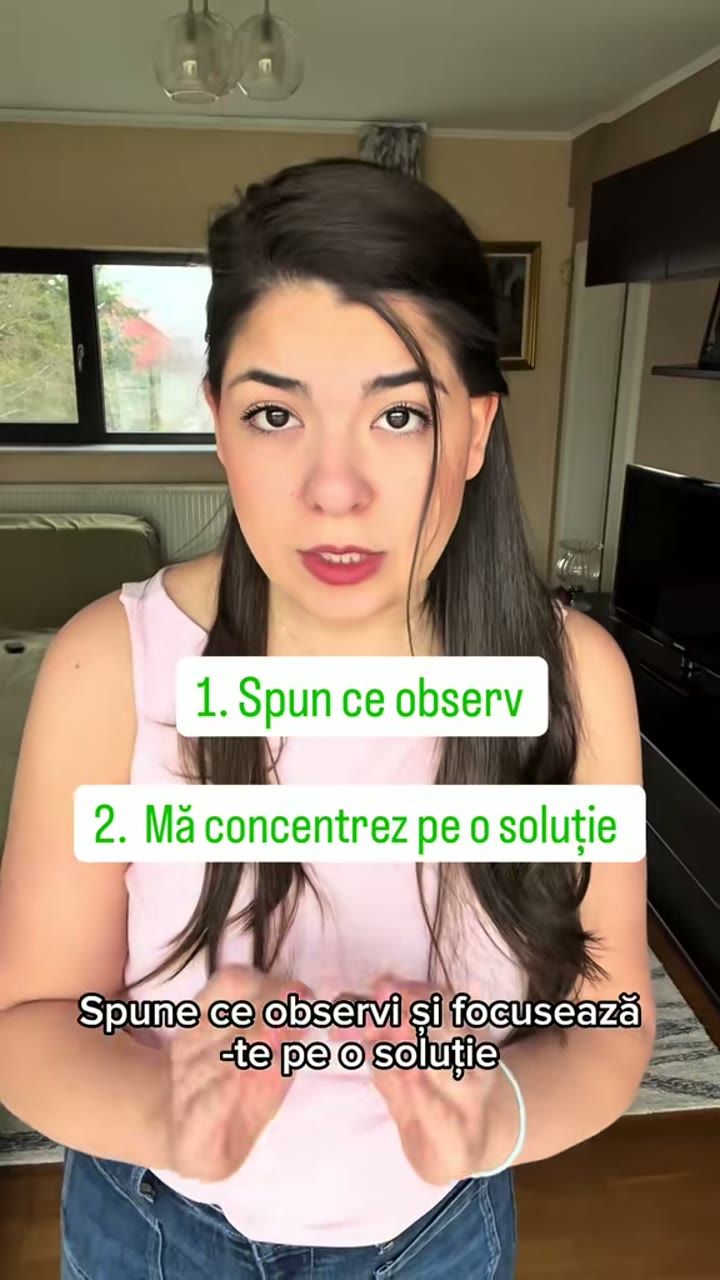 1. Spun ce observ
2. Mă concentrez pe o soluție
Spune ce observi și focusează
-te pe o soluție